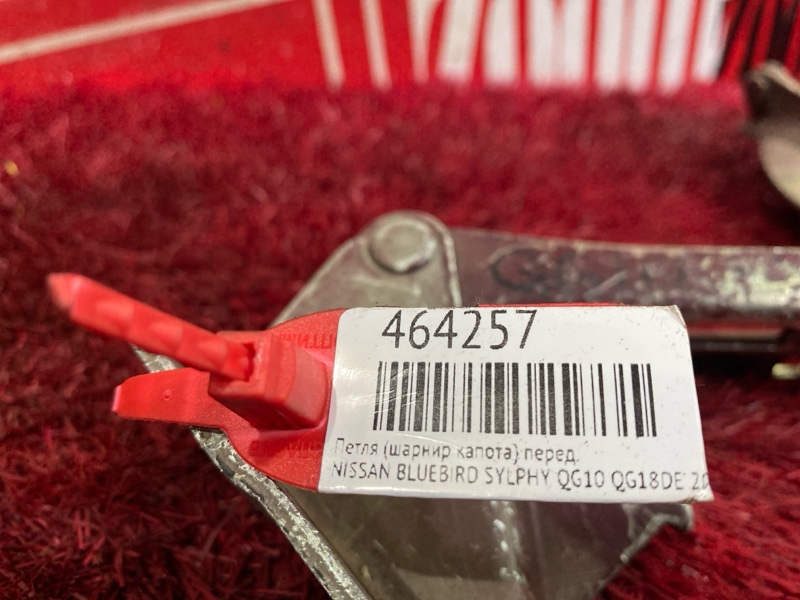 464257
Петля (шарнир капота) перед.
NISSAN BLUEBIRD SYLPHY QG10 QG18DE